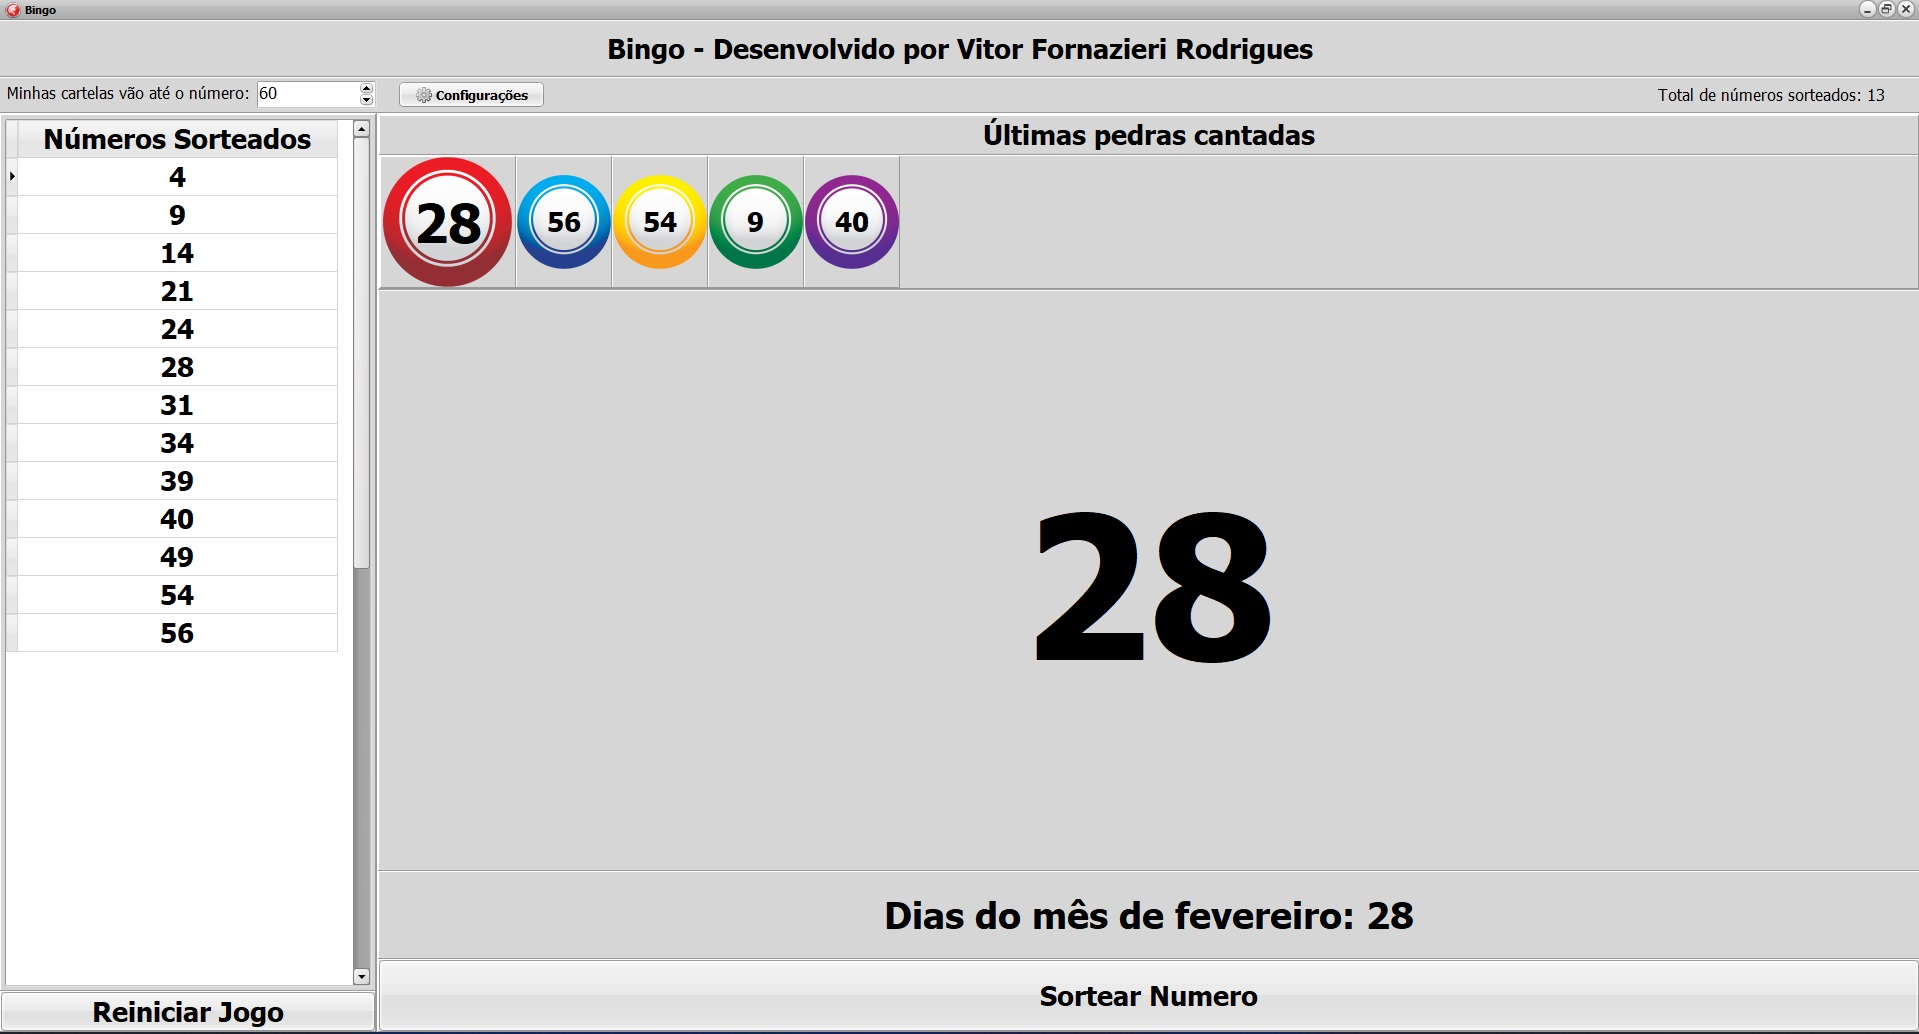 Bingo
Bingo - Desenvolvido por Vitor Fornazieri Rodrigues
Minhas cartelas vão até o número: 60
Configurações
Total de números sorteados: 13
Números Sorteados
4
9
14
21
24
28
31
34
39
40
49
54
56
Reiniciar Jogo
Últimas pedras cantadas
28 56 54 9 40
28
Dias do mês de fevereiro: 28
Sortear Numero